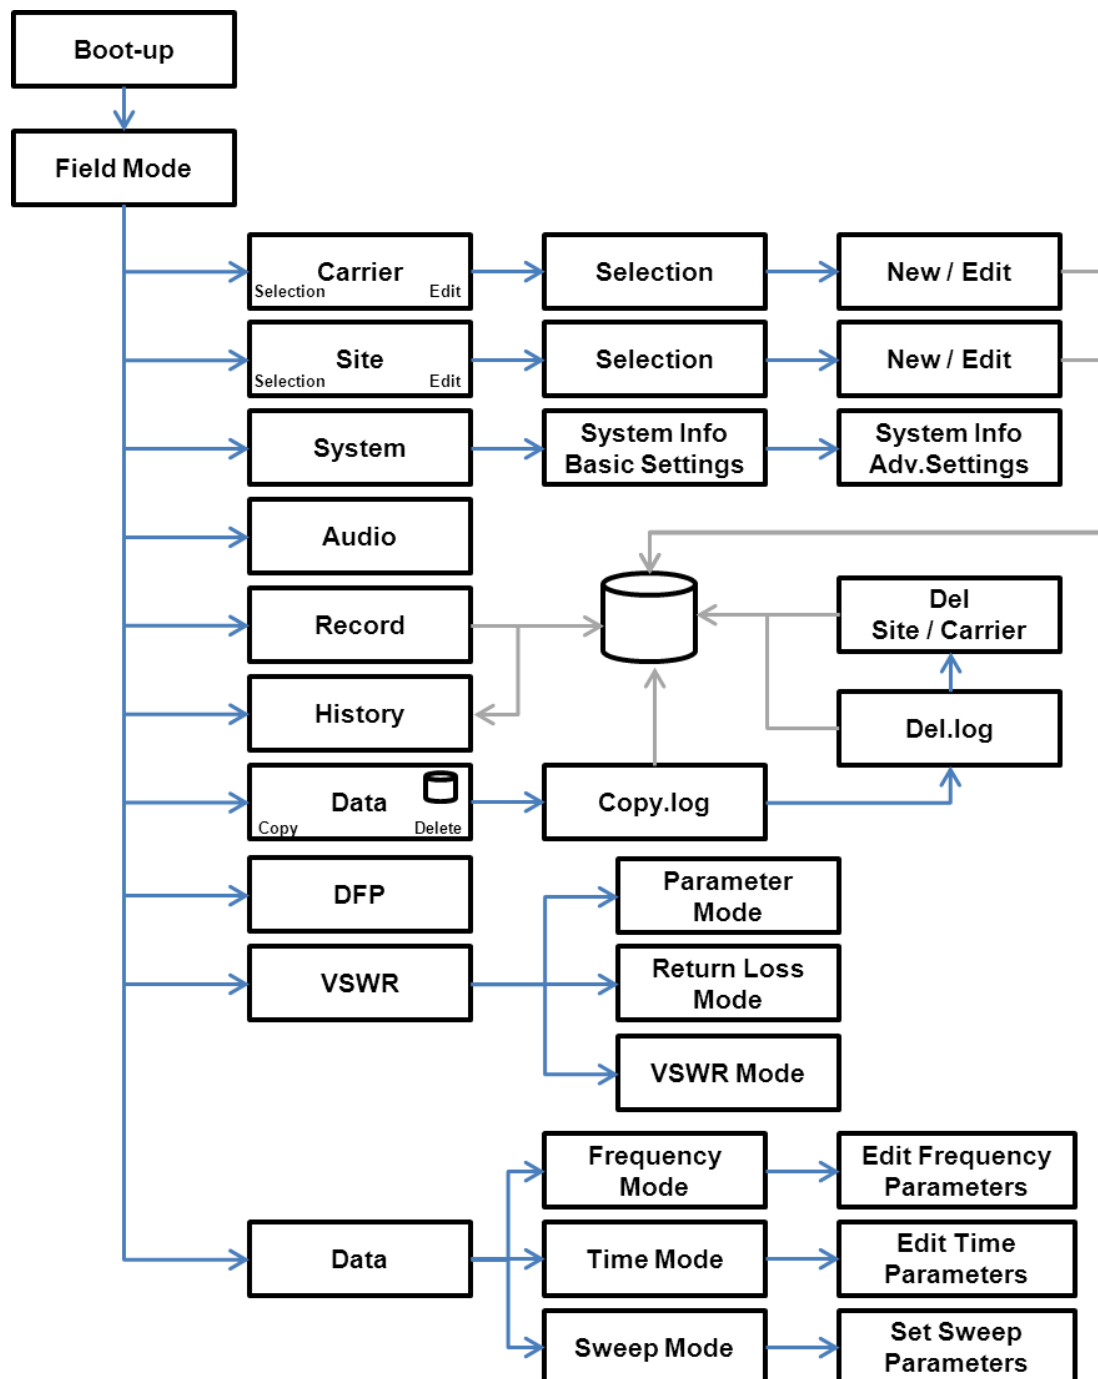 Boot-up
Field Mode
Carrier
Selection
Edit
Selection
New / Edit
Site
Selection
Edit
Selection
New / Edit
System
System Info
Basic Settings
System Info
Adv.Settings
Audio
Record
Del
Site / Carrier
History
Del.log
Data
Copy
Delete
Copy.log
DFP
Parameter
Mode
VSWR
Return Loss
Mode
VSWR Mode
Frequency
Mode
Edit Frequency
Parameters
Data
Time Mode
Edit Time
Parameters
Sweep Mode
Set Sweep
Parameters